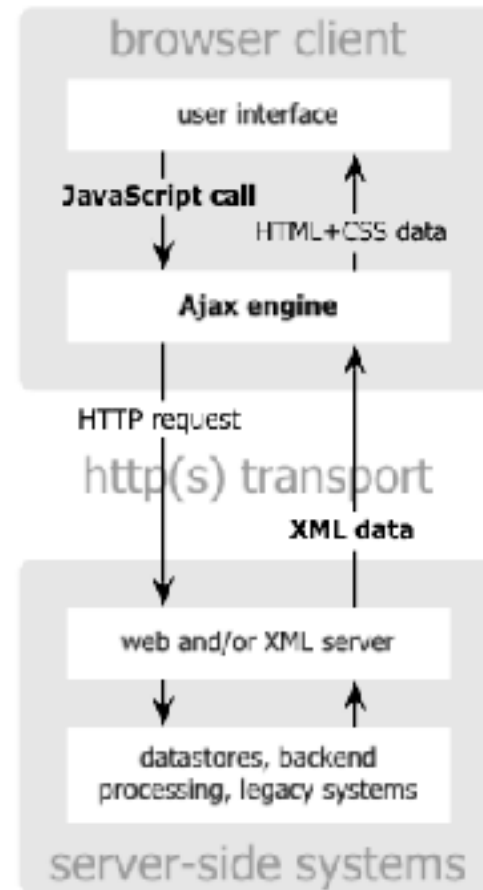 browser client
user interface
JavaScript call
HTML+CSS data
Ajax engine
HTTP request
http(s) transport
XML data
web and/or XML server
datastores, backend
processing, legacy systems
server-side systems